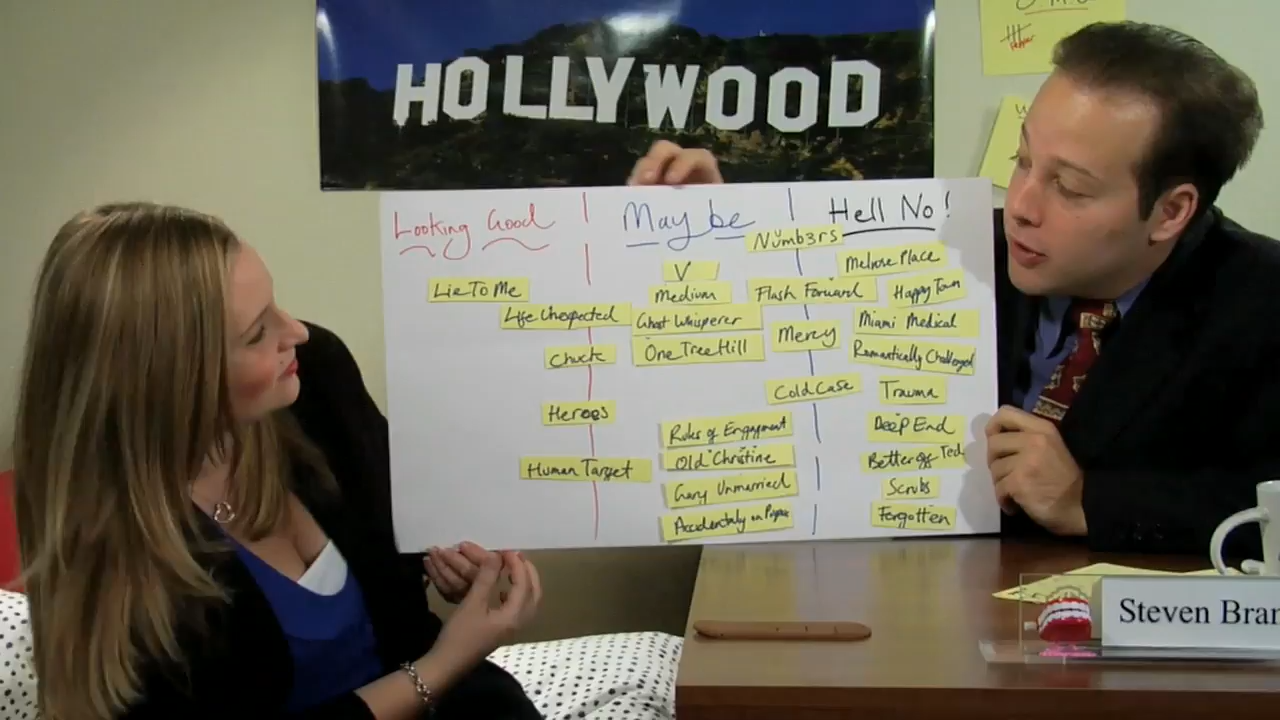 HOLLYWOOD
Looking Good
Maybe
Hell No!
Numb3rs
Melrose Place
V
Lie To Me
Medium
Flash Forward
Happy Town
Life Unexpected
Ghost Whisperer
Mercy
Miami Medical
Chuck
One Tree Hill
Romantically Challenged
Cold Case
Trauma
Heroes
Rules of Engagement
Deep End
Human Target
Old Christine
Better off Ted
Gary Unmarried
Scrubs
Accidentaly on Purpose
Forgotten
Steven Bran